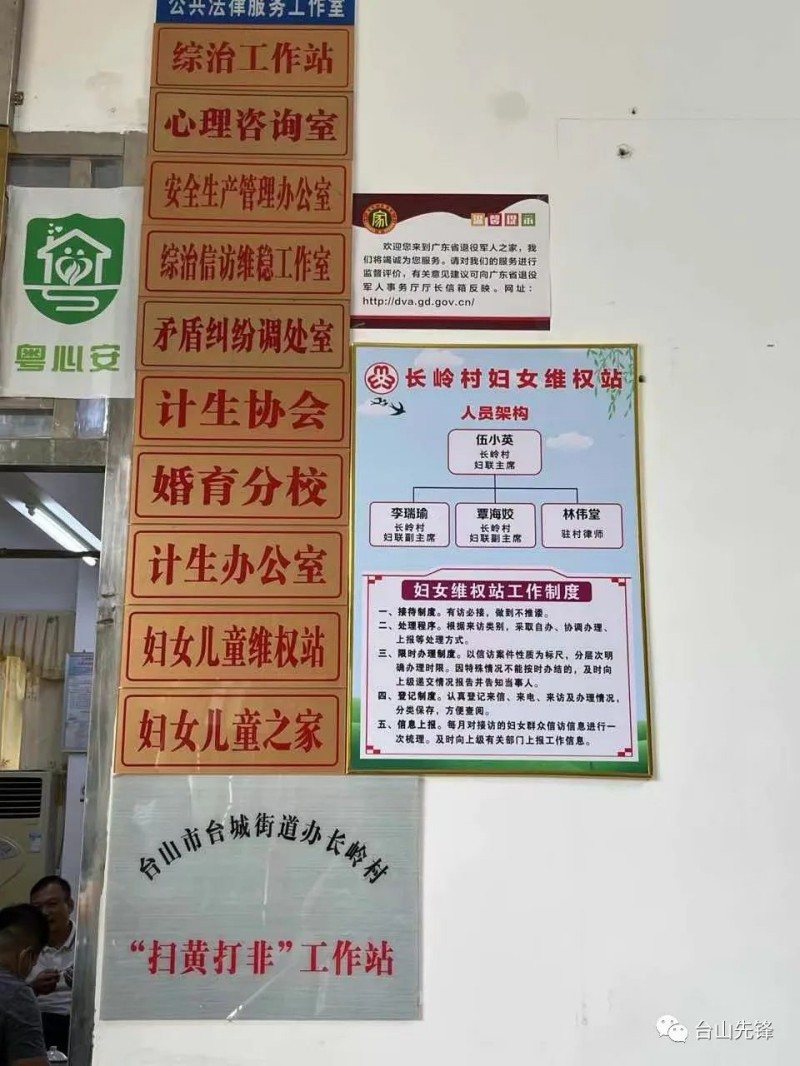 公共法律服务工作室
综治工作站
心理咨询室
安全生产管理办公室
综治信访维稳工作室
矛盾纠纷调处室
计生协会
婚育分校
计生办公室
妇女儿童维权站
妇女儿童之家
台山市台城街道办长岭村
“扫黄打非”工作站
粤心安
家
温馨提示
欢迎您来到广东省退役军人之家，我
们将竭诚为您服务。请对我们的服务进行
监督评价，有关意见建议可向广东省退役
军人事务厅厅长信箱反映。网址：
http://dva.gd.gov.cn/
长岭村妇女维权站
人员架构
伍小英
长岭村
妇联主席
李瑞瑜
长岭村
妇联副主席
覃海姣
长岭村
妇联副主席
林伟堂
驻村律师
妇女维权站工作制度
一、接待制度。有访必接，做到不推诿。
二、处理程序。根据来访类别，采取自办、协调办理、
上报等处理方式。
三、限时办理制度。以信访案件性质为标尺，分层次明
确办理时限。因特殊情况不能按时办结的，及时向
上级递交情况报告并告知当事人。
四、登记制度。认真登记来信、来电、来访及办理情况，
分类保存，方便查阅。
五、信息上报。每月对接访的妇女群众信访信息进行一
次梳理。及时向上级有关部门上报工作信息。
台山先锋